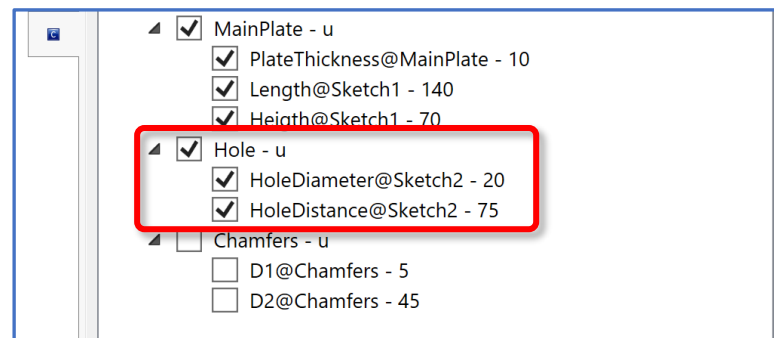 C
MainPlate - u
PlateThickness@MainPlate - 10
Length@Sketch1 - 140
Heigth@Sketch1 - 70
Hole - u
HoleDiameter@Sketch2 - 20
HoleDistance@Sketch2 - 75
Chamfers - u
D1@Chamfers - 5
D2@Chamfers - 45